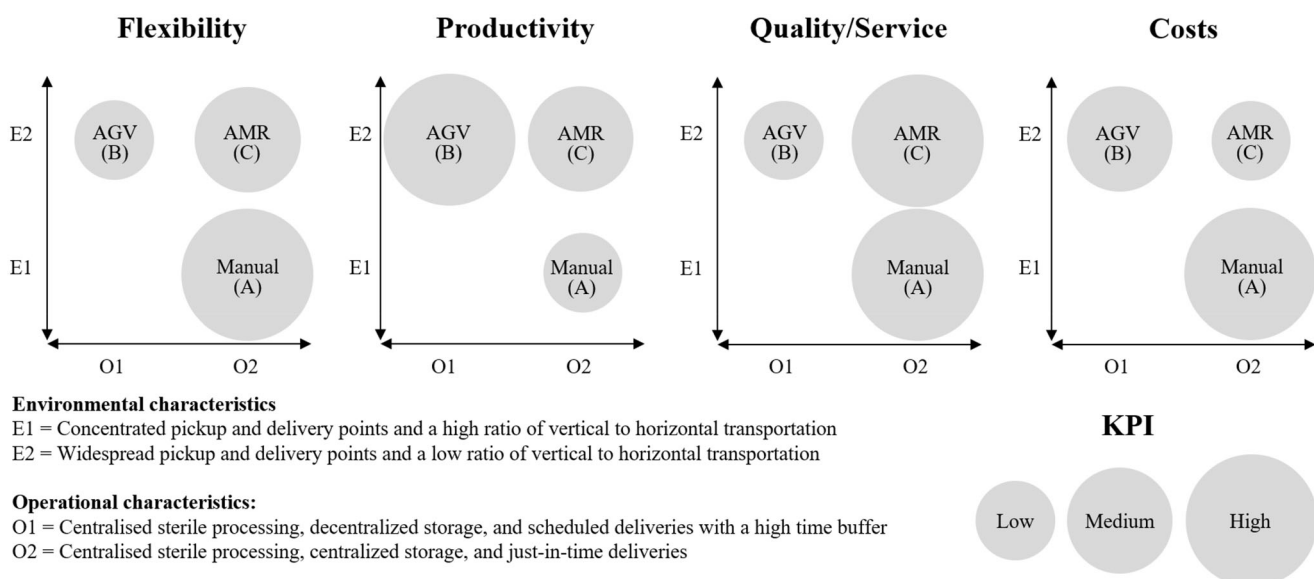 Flexibility
Productivity
Quality/Service
Costs
E2
AGV
(B)
AMR
(C)
E1
Manual
(A)
O1
O2
E2
AGV
(B)
AMR
(C)
E1
Manual
(A)
O1
O2
E2
AGV
(B)
AMR
(C)
E1
Manual
(A)
O1
O2
E2
AGV
(B)
AMR
(C)
E1
Manual
(A)
O1
O2
Environmental characteristics
E1 = Concentrated pickup and delivery points and a high ratio of vertical to horizontal transportation
E2 = Widespread pickup and delivery points and a low ratio of vertical to horizontal transportation
Operational characteristics:
O1 = Centralised sterile processing, decentralized storage, and scheduled deliveries with a high time buffer
O2 = Centralised sterile processing, centralized storage, and just-in-time deliveries
KPI
Low
Medium
High